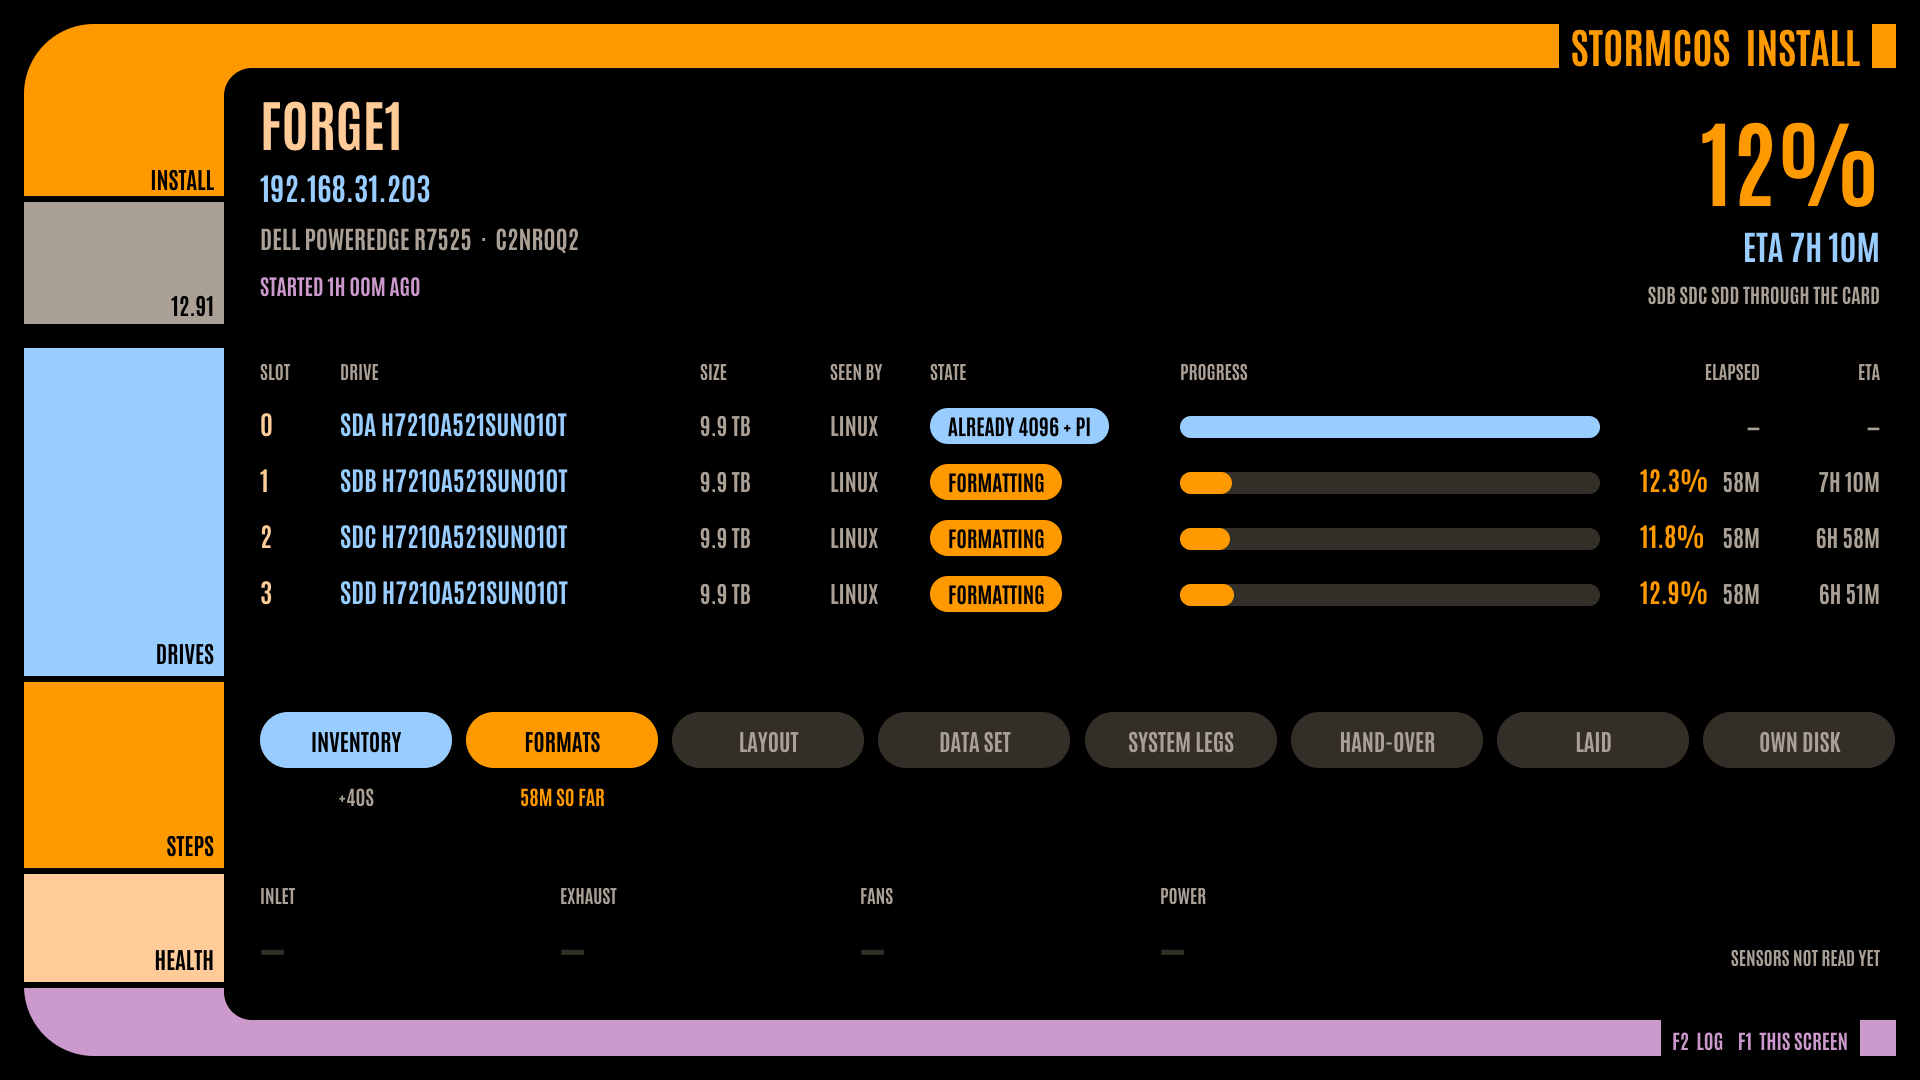 STORMCOS INSTALL
FORGE1
12%
192.168.31.203
INSTALL
DELL POWEREDGE R7525 · C2NR0Q2
ETA 7H 10M
STARTED 1H 00M AGO
SDB SDC SDD THROUGH THE CARD
12.91
SLOT DRIVE SIZE SEEN BY STATE PROGRESS ELAPSED ETA
0 SDA H7210A521SUN010T 9.9 TB LINUX ALREADY 4096 + PI – –
1 SDB H7210A521SUN010T 9.9 TB LINUX FORMATTING 12.3% 58M 7H 10M
2 SDC H7210A521SUN010T 9.9 TB LINUX FORMATTING 11.8% 58M 6H 58M
3 SDD H7210A521SUN010T 9.9 TB LINUX FORMATTING 12.9% 58M 6H 51M
DRIVES
INVENTORY FORMATS LAYOUT DATA SET SYSTEM LEGS HAND-OVER LAID OWN DISK
+40S 58M SO FAR
STEPS
INLET EXHAUST FANS POWER
— — — —
HEALTH
SENSORS NOT READ YET
F2 LOG F1 THIS SCREEN